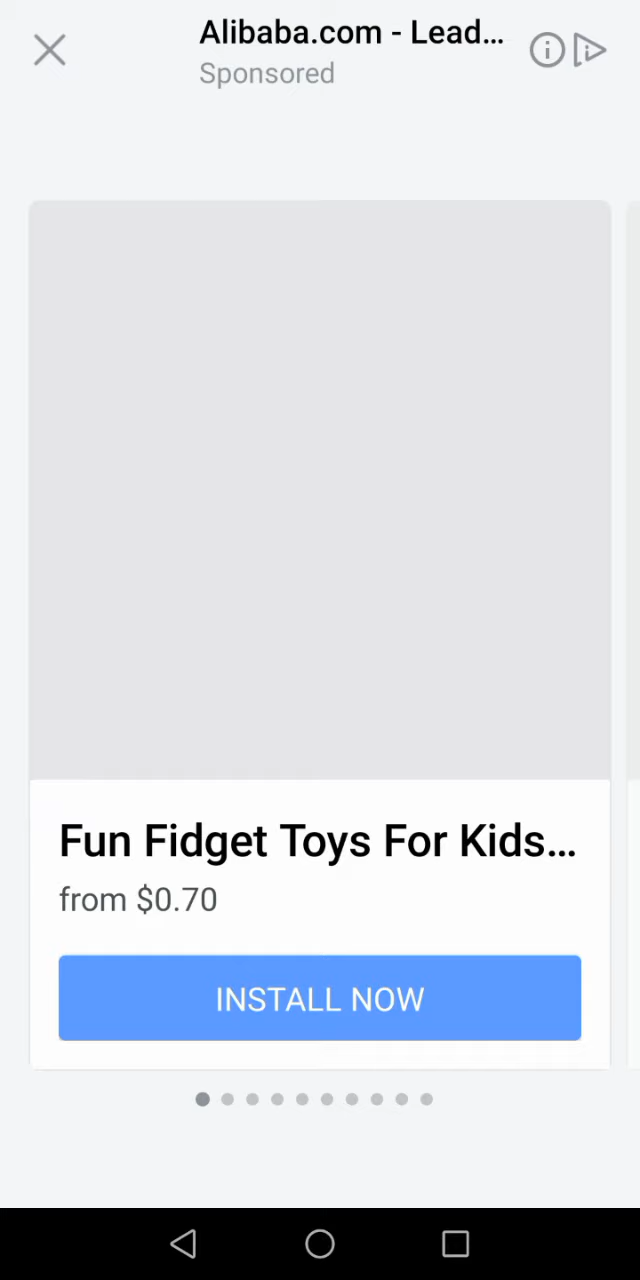 Alibaba.com - Lead...
Sponsored
Fun Fidget Toys For Kids...
from $0.70
INSTALL NOW